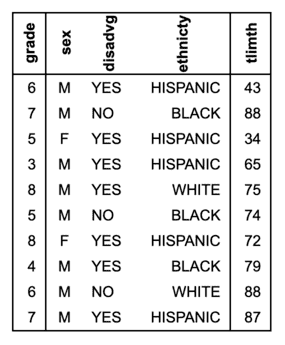 grade sex disadvg ethnicty tlimth
6 M YES HISPANIC 43
7 M NO BLACK 88
5 F YES HISPANIC 34
3 M YES HISPANIC 65
8 M YES WHITE 75
5 M NO BLACK 74
8 F YES HISPANIC 72
4 M YES BLACK 79
6 M NO WHITE 88
7 M YES HISPANIC 87